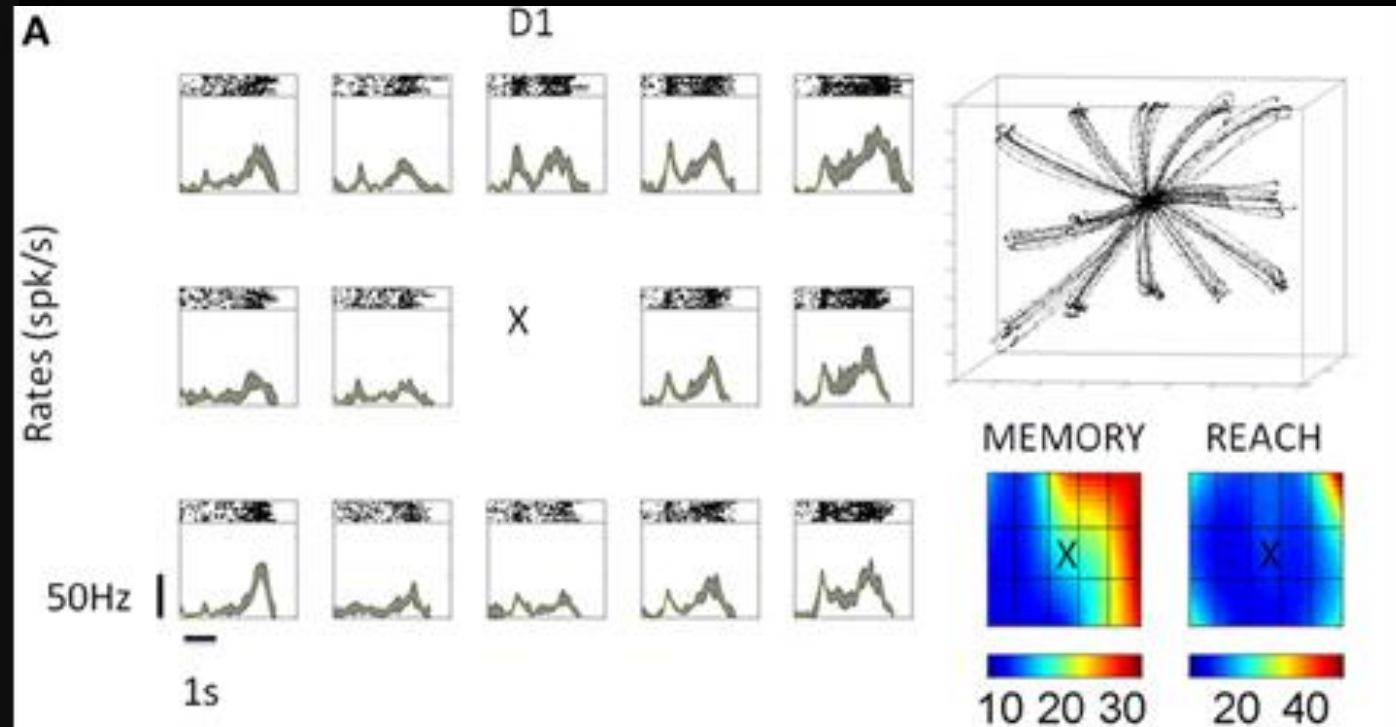 A
D1
Rates (spk/s)
X
MEMORY REACH
X X
50Hz
1s
10 20 30 20 40